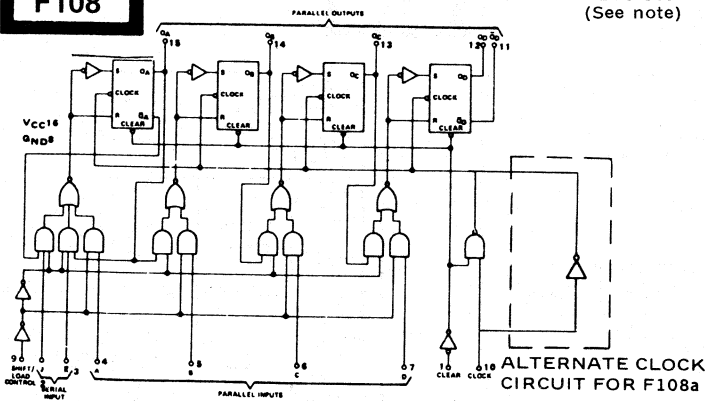 F108
(See note)
PARALLEL OUTPUTS
QA QB QC QD Q̅D
15 14 13 12 11
S QA S QB S QC S QD
CLOCK CLOCK CLOCK CLOCK
R Q̅A R R R Q̅D
CLEAR CLEAR CLEAR CLEAR
VCC16
GND8
9 2 3 4 5 6 7 1 10
SHIFT/
LOAD
CONTROL
J K A B C D CLEAR CLOCK
SERIAL
INPUT
PARALLEL INPUTS
ALTERNATE CLOCK
CIRCUIT FOR F108a